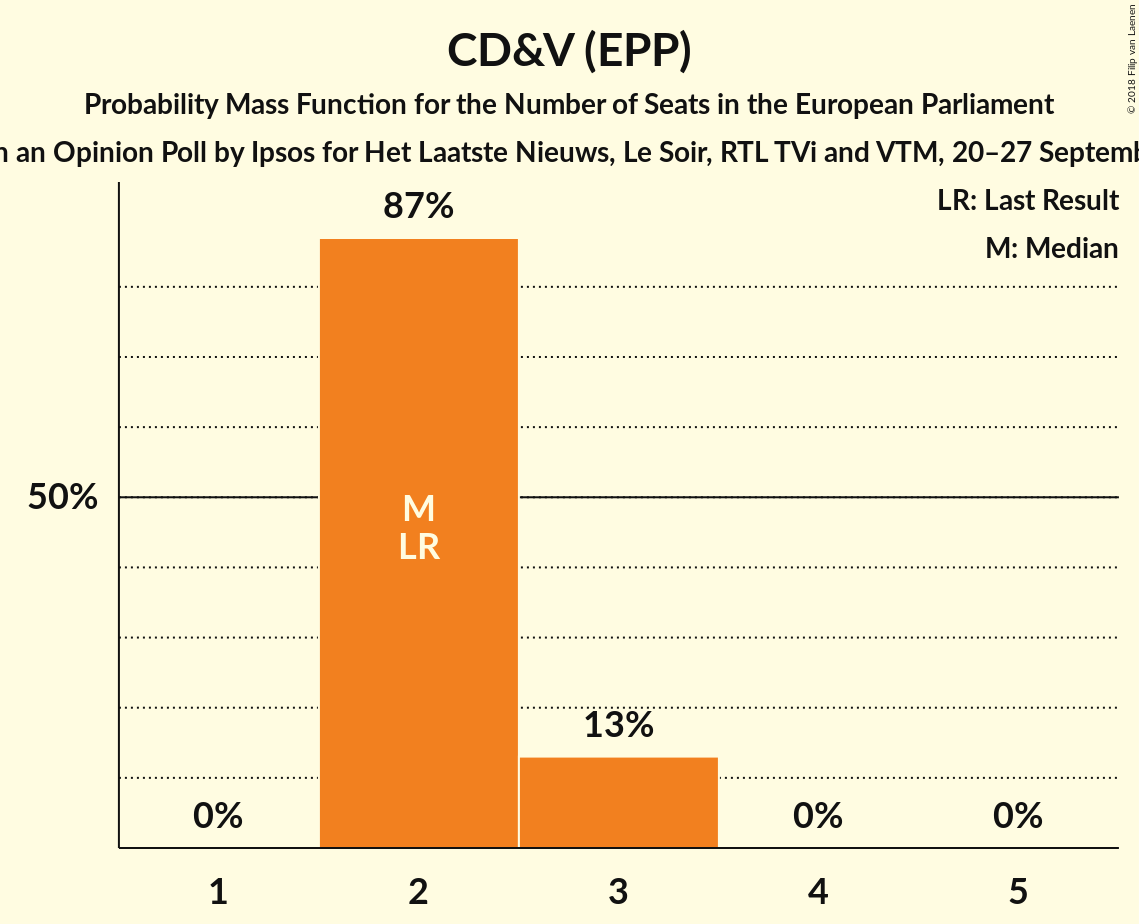 CD&V (EPP)
Probability Mass Function for the Number of Seats in the European Parliament
an Opinion Poll by Ipsos for Het Laatste Nieuws, Le Soir, RTL TVi and VTM, 20–27
© 2018 Filip van Laenen
LR: Last Result
M: Median
87%
50%
M
LR
13%
0%
0%
0%
1
2
3
4
5